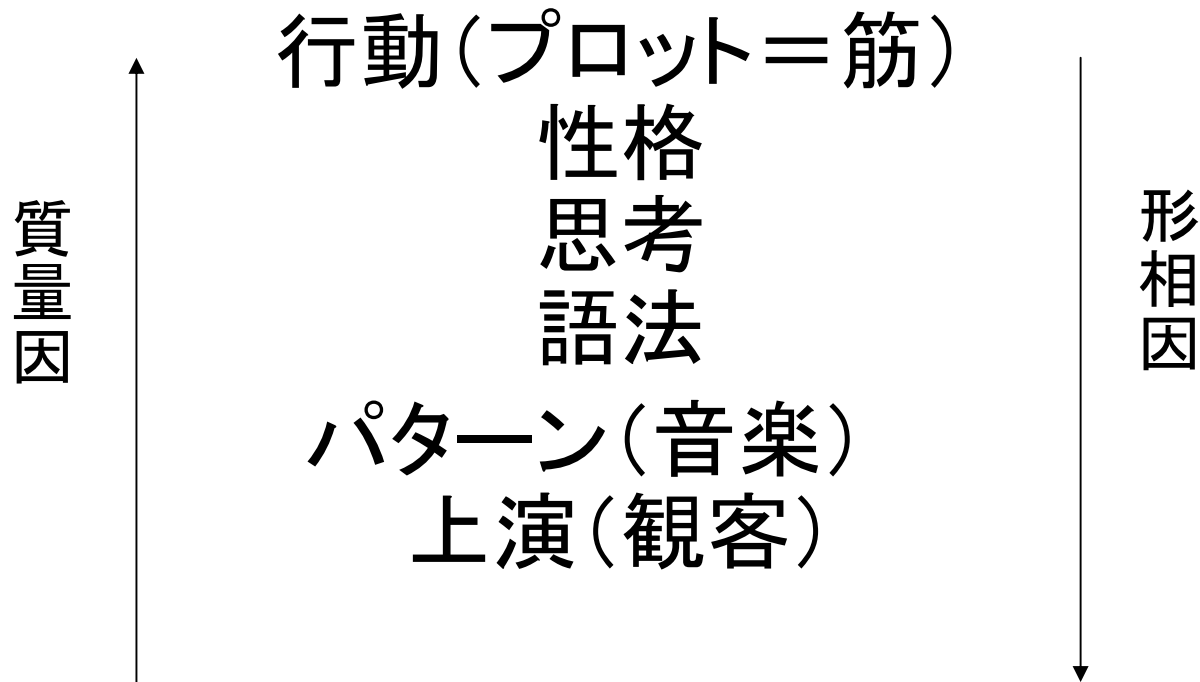 行動（プロット＝筋）
性格
思考
語法
パターン（音楽）
上演（観客）
質量因
形相因